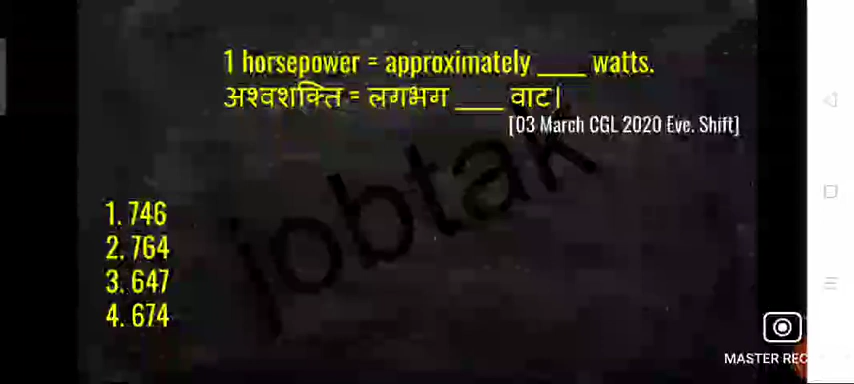 1 horsepower = approximately ____ watts.
अश्वशक्ति = लगभग ____ वाट।
[03 March CGL 2020 Eve. Shift]
jobtak
1. 746
2. 764
3. 647
4. 674
MASTER REC